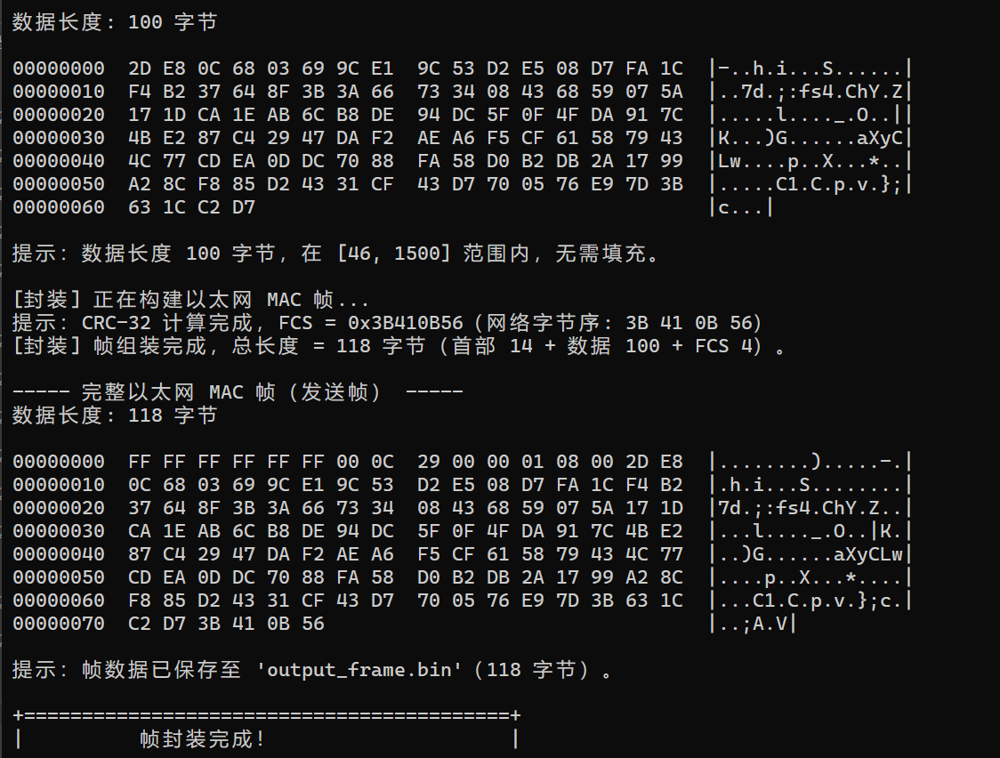 数据长度: 100 字节
00000000  2D E8 0C 68 03 69 9C E1  9C 53 D2 E5 08 D7 FA 1C  |-..h.i...S......|
00000010  F4 B2 37 64 8F 3B 3A 66  73 34 08 43 68 59 07 5A  |..7d.;:fs4.ChY.Z|
00000020  17 1D CA 1E AB 6C B8 DE  94 DC 5F 0F 4F DA 91 7C  |.....l...._.O..||
00000030  4B E2 87 C4 29 47 DA F2  AE A6 F5 CF 61 58 79 43  |K...)G......aXyC|
00000040  4C 77 CD EA 0D DC 70 88  FA 58 D0 B2 DB 2A 17 99  |Lw....p..X...*..|
00000050  A2 8C F8 85 D2 43 31 CF  43 D7 70 05 76 E9 7D 3B  |.....C1.C.p.v.};|
00000060  63 1C C2 D7                                       |c...|
提示: 数据长度 100 字节, 在 [46, 1500] 范围内, 无需填充。
[封装] 正在构建以太网 MAC 帧...
提示: CRC-32 计算完成, FCS = 0x3B410B56 (网络字节序: 3B 41 0B 56)
[封装] 帧组装完成, 总长度 = 118 字节 (首部 14 + 数据 100 + FCS 4) 。
----- 完整以太网 MAC 帧 (发送帧) -----
数据长度: 118 字节
00000000  FF FF FF FF FF FF 00 0C  29 00 00 01 08 00 2D E8  |........).....-.|
00000010  0C 68 03 69 9C E1 9C 53  D2 E5 08 D7 FA 1C F4 B2  |.h.i...S........|
00000020  37 64 8F 3B 3A 66 73 34  08 43 68 59 07 5A 17 1D  |7d.;:fs4.ChY.Z..|
00000030  CA 1E AB 6C B8 DE 94 DC  5F 0F 4F DA 91 7C 4B E2  |...l...._.O..|K.|
00000040  87 C4 29 47 DA F2 AE A6  F5 CF 61 58 79 43 4C 77  |..)G......aXyCLw|
00000050  CD EA 0D DC 70 88 FA 58  D0 B2 DB 2A 17 99 A2 8C  |....p..X...*....|
00000060  F8 85 D2 43 31 CF 43 D7  70 05 76 E9 7D 3B 63 1C  |...C1.C.p.v.};c.|
00000070  C2 D7 3B 41 0B 56                                 |..;A.V|
提示: 帧数据已保存至 'output_frame.bin' (118 字节) 。
+==========================================+
|          帧封装完成!                     |